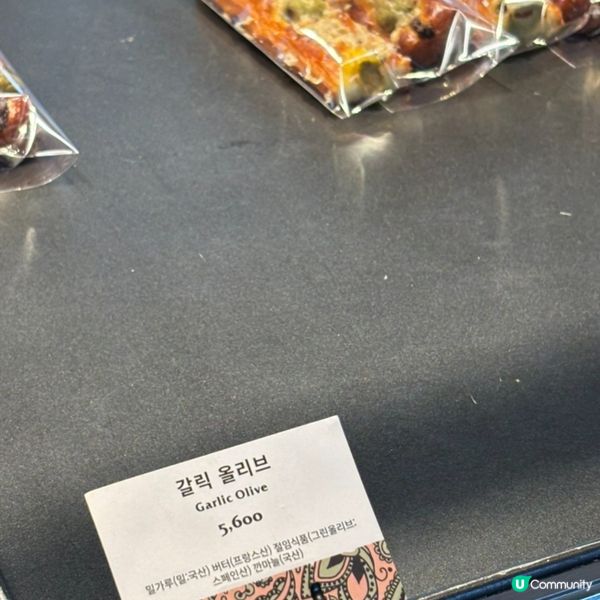 갈릭 올리브
Garlic Olive
5,600
밀가루(밀:국산) 버터(프랑스산) 절임식품(그린올리브:
스페인산) 깐마늘(국산)
U Community